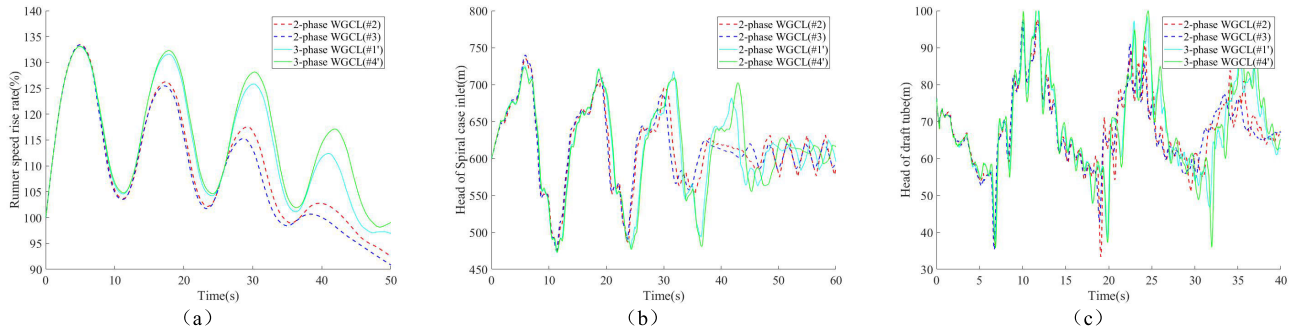 Runner speed rise rate(%)
140
135
130
125
120
115
110
105
100
95
90
0
10
20
30
40
50
Time(s)
2-phase WGCL(#2)
2-phase WGCL(#3)
3-phase WGCL(#1')
3-phase WGCL(#4')
(a)
Head of Spiral case inlet(m)
800
750
700
650
600
550
500
450
0
10
20
30
40
50
60
Time(s)
2-phase WGCL(#2)
2-phase WGCL(#3)
2-phase WGCL(#1')
2-phase WGCL(#4')
(b)
Head of draft tube(m)
100
90
80
70
60
50
40
30
0
5
10
15
20
25
30
35
40
Time(s)
2-phase WGCL(#2)
2-phase WGCL(#3)
3-phase WGCL(#1')
3-phase WGCL(#4')
(c)